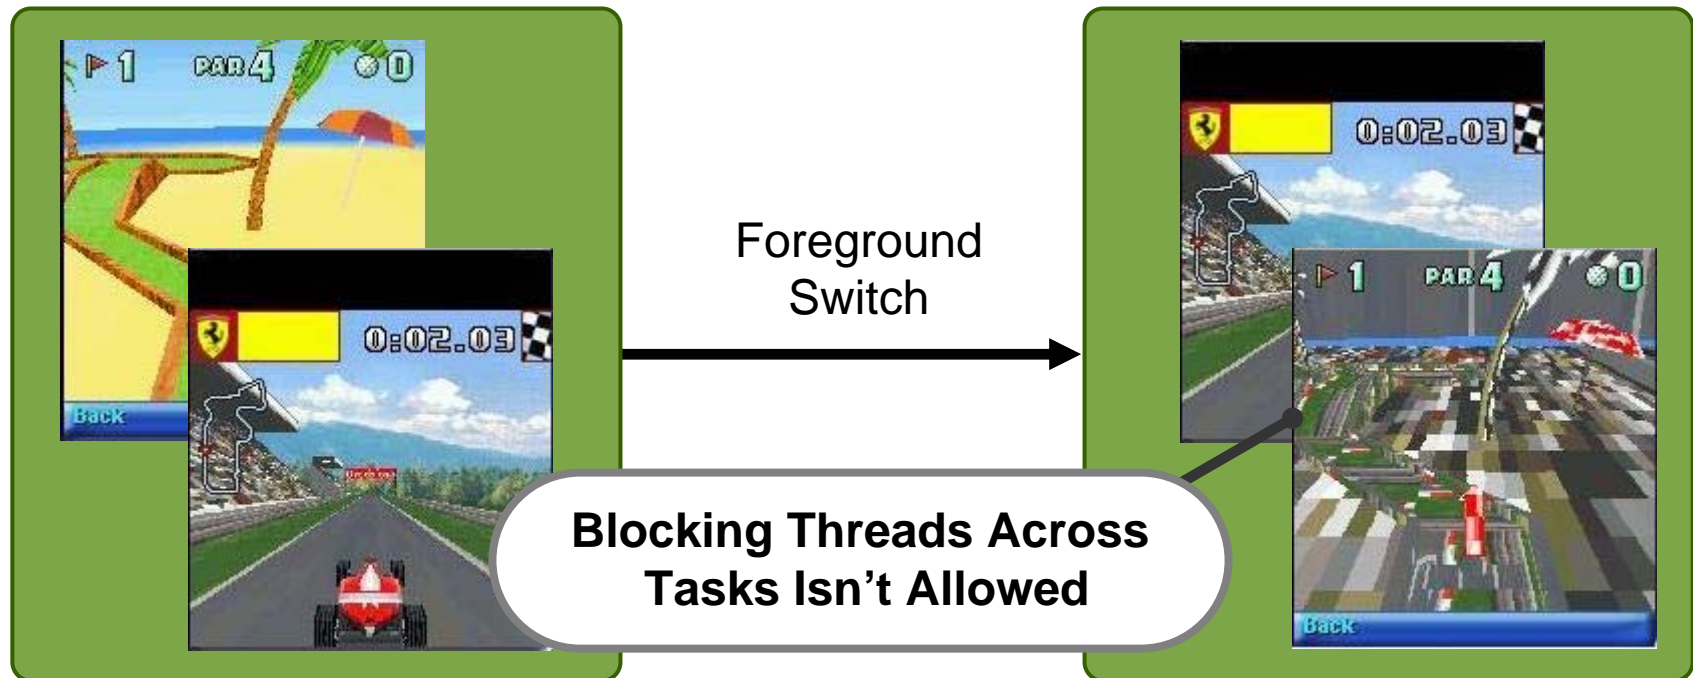 1 PAR 4 0
Back
0:02.03
Foreground
Switch
0:02.03
1 PAR 4 0
Back
Blocking Threads Across
Tasks Isn’t Allowed